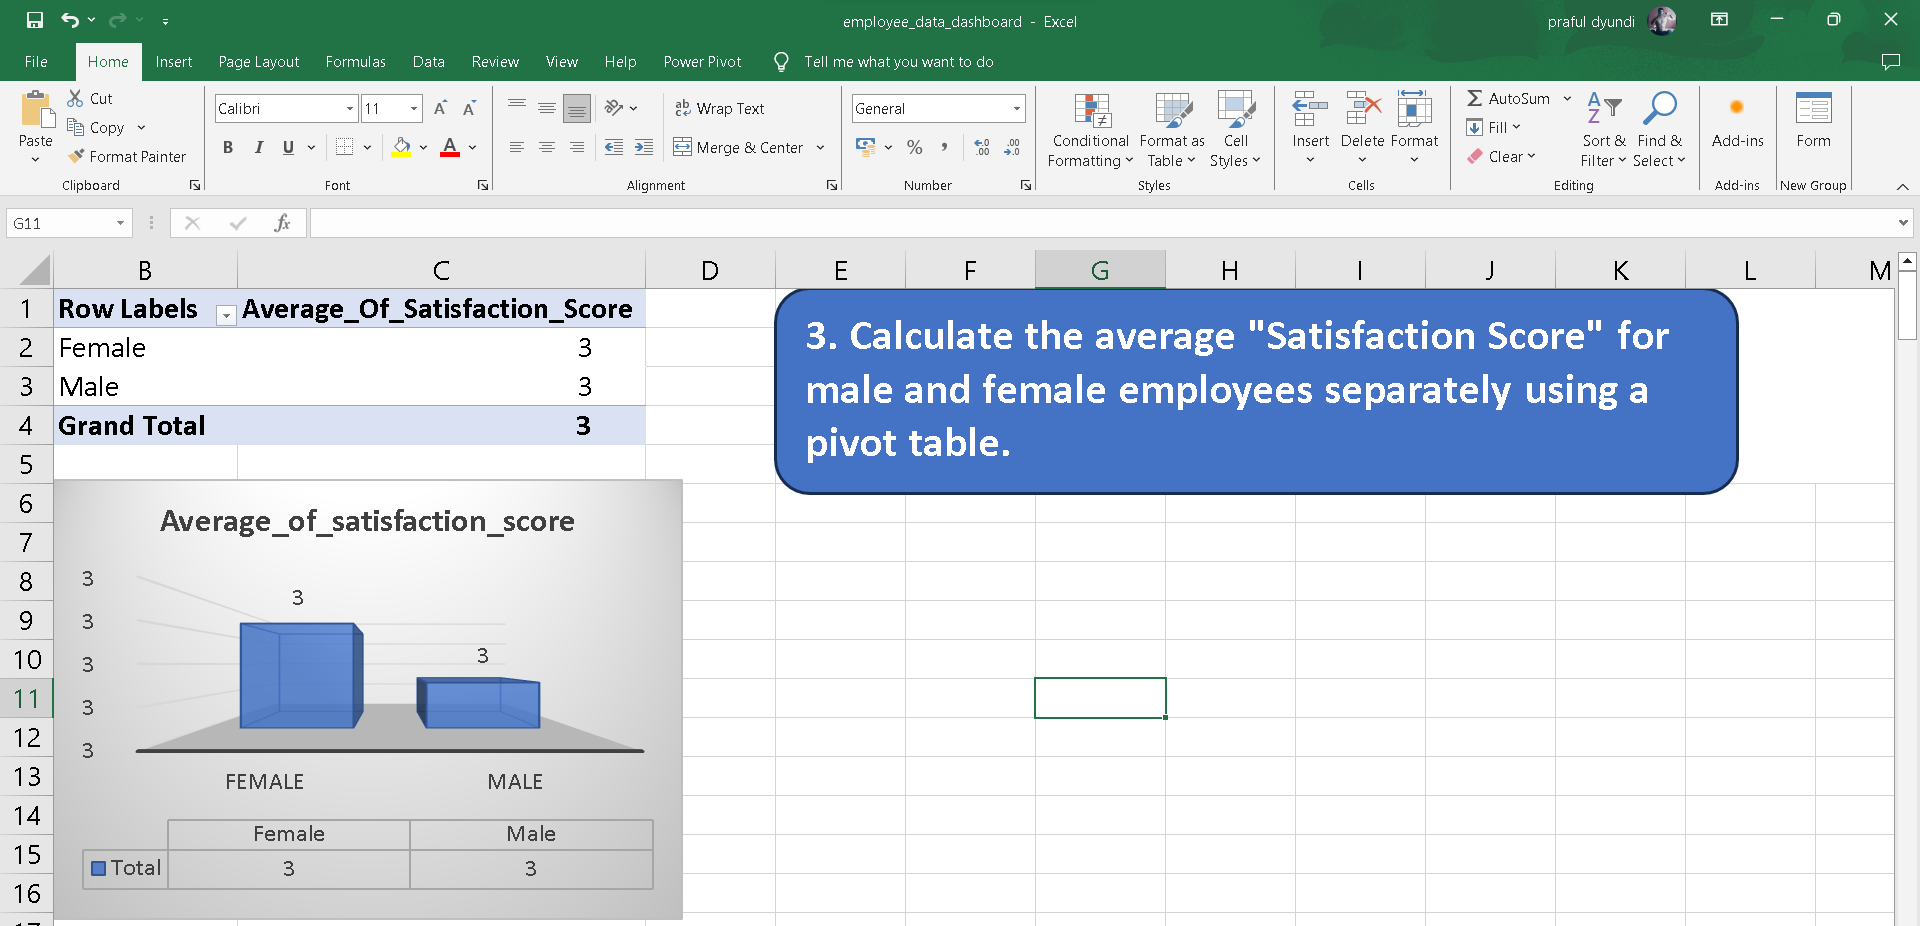 employee_data_dashboard - Excel
praful dyundi
File Home Insert Page Layout Formulas Data Review View Help Power Pivot Tell me what you want to do
Paste
Cut
Copy
Format Painter
Clipboard
Calibri 11 A A
B I U A
Font
ab Wrap Text
Merge & Center
Alignment
General
% , .00 .0
Number
Conditional Formatting
Format as Table
Cell Styles
Styles
Insert Delete Format
Cells
AutoSum
Fill
Clear
Sort & Filter
Find & Select
Editing
Add-ins
Add-ins
Form
New Group
G11 fx
B C D E F G H I J K L M
1 Row Labels Average_Of_Satisfaction_Score
2 Female 3
3 Male 3
4 Grand Total 3
5
6
7
8
9
10
11
12
13
14
15
16
3. Calculate the average "Satisfaction Score" for
male and female employees separately using a
pivot table.
Average_of_satisfaction_score
3
3
3
3
3
3
3
FEMALE MALE
Female Male
Total 3 3